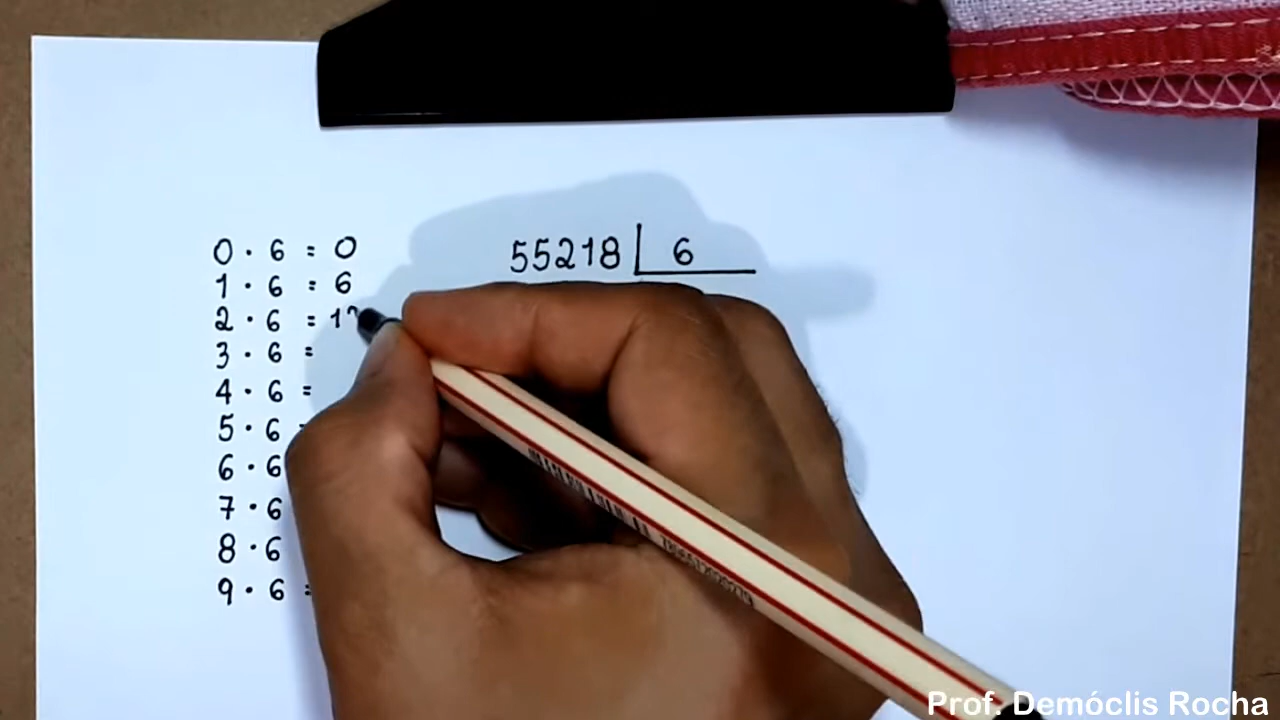 0 · 6 = 0
1 · 6 = 6
2 · 6 = 12
3 · 6 =
4 · 6 =
5 · 6 =
6 · 6
7 · 6
8 · 6
9 · 6 =
55218 6
Prof. Demóclis Rocha